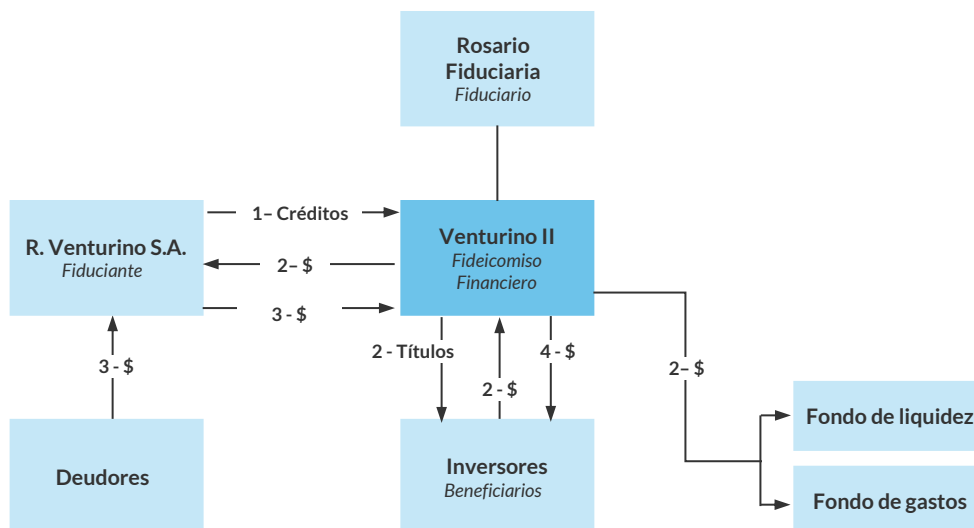 Rosario
Fiduciaria
Fiduciario
1– Créditos
R. Venturino S.A.
Fiduciante
2– $
3 - $
Venturino II
Fideicomiso
Financiero
2 - Títulos
2 - $
4 - $
3 - $
2– $
Deudores
Inversores
Beneficiarios
Fondo de liquidez
Fondo de gastos